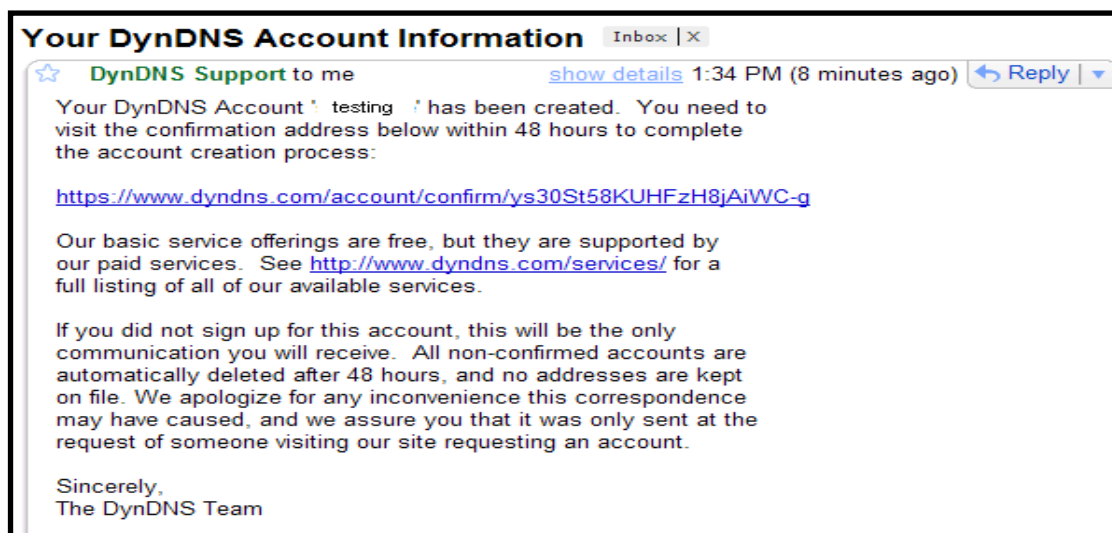 Your DynDNS Account Information Inbox | X
DynDNS Support to me show details 1:34 PM (8 minutes ago) Reply
Your DynDNS Account ' testing ' has been created. You need to
visit the confirmation address below within 48 hours to complete
the account creation process:
https://www.dyndns.com/account/confirm/ys30St58KUHFzH8jAiWC-g
Our basic service offerings are free, but they are supported by
our paid services. See http://www.dyndns.com/services/ for a
full listing of all of our available services.
If you did not sign up for this account, this will be the only
communication you will receive. All non-confirmed accounts are
automatically deleted after 48 hours, and no addresses are kept
on file. We apologize for any inconvenience this correspondence
may have caused, and we assure you that it was only sent at the
request of someone visiting our site requesting an account.
Sincerely,
The DynDNS Team